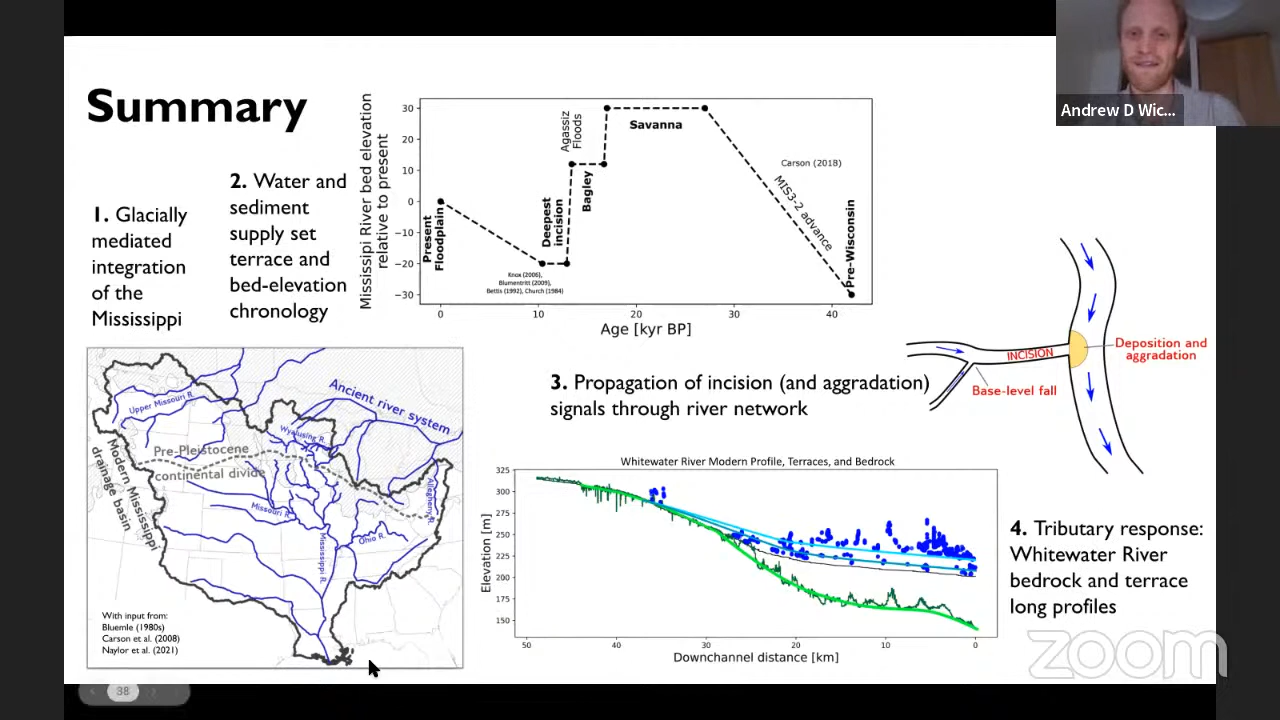 Summary
1. Glacially
mediated
integration
of the
Mississippi
2. Water and
sediment
supply set
terrace and
bed-elevation
chronology
Mississippi River bed elevation
relative to present
30
20
10
0
−10
−20
−30
0
10
20
30
40
Age [kyr BP]
Present
Floodplain
Deepest
incision
Agassiz
Floods
Bagley
Savanna
Carson (2018)
MIS3-2 advance
Pre-Wisconsin
Knox (2006),
Blumentritt (2009),
Bettis (1992), Church (1984)
Andrew D Wic...
INCISION
Deposition and
aggradation
Base-level fall
3. Propagation of incision (and aggradation)
signals through river network
Ancient river system
Upper Missouri R.
Wyalusing R.
Pre-Pleistocene
continental divide
Modern Mississippi
drainage basin
Missouri R.
Mississippi R.
Ohio R.
Allegheny R.
With input from:
Bluemle (1980s)
Carson et al. (2008)
Naylor et al. (2021)
Whitewater River Modern Profile, Terraces, and Bedrock
Elevation [m]
325
300
275
250
225
200
175
150
50
40
30
20
10
0
Downchannel distance [km]
4. Tributary response:
Whitewater River
bedrock and terrace
long profiles
zoom
38